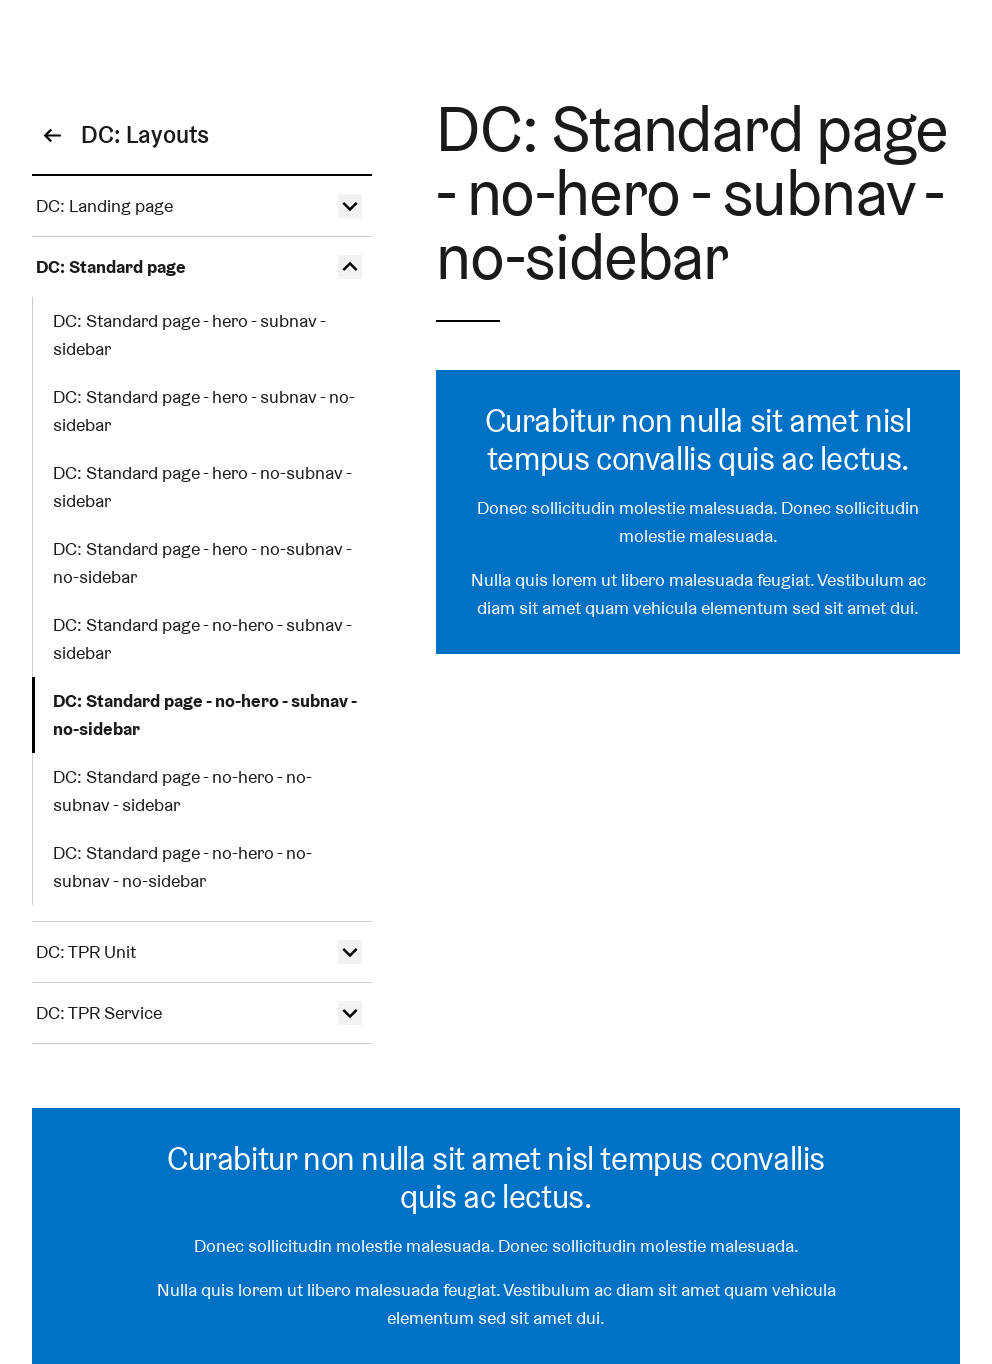 DC: Layouts
DC: Landing page
DC: Standard page
DC: Standard page - hero - subnav -
sidebar
DC: Standard page - hero - subnav - no-
sidebar
DC: Standard page - hero - no-subnav -
sidebar
DC: Standard page - hero - no-subnav -
no-sidebar
DC: Standard page - no-hero - subnav -
sidebar
DC: Standard page - no-hero - subnav -
no-sidebar
DC: Standard page - no-hero - no-
subnav - sidebar
DC: Standard page - no-hero - no-
subnav - no-sidebar
DC: TPR Unit
DC: TPR Service
DC: Standard page
- no-hero - subnav -
no-sidebar
Curabitur non nulla sit amet nisl
tempus convallis quis ac lectus.
Donec sollicitudin molestie malesuada. Donec sollicitudin
molestie malesuada.
Nulla quis lorem ut libero malesuada feugiat. Vestibulum ac
diam sit amet quam vehicula elementum sed sit amet dui.
Curabitur non nulla sit amet nisl tempus convallis
quis ac lectus.
Donec sollicitudin molestie malesuada. Donec sollicitudin molestie malesuada.
Nulla quis lorem ut libero malesuada feugiat. Vestibulum ac diam sit amet quam vehicula
elementum sed sit amet dui.